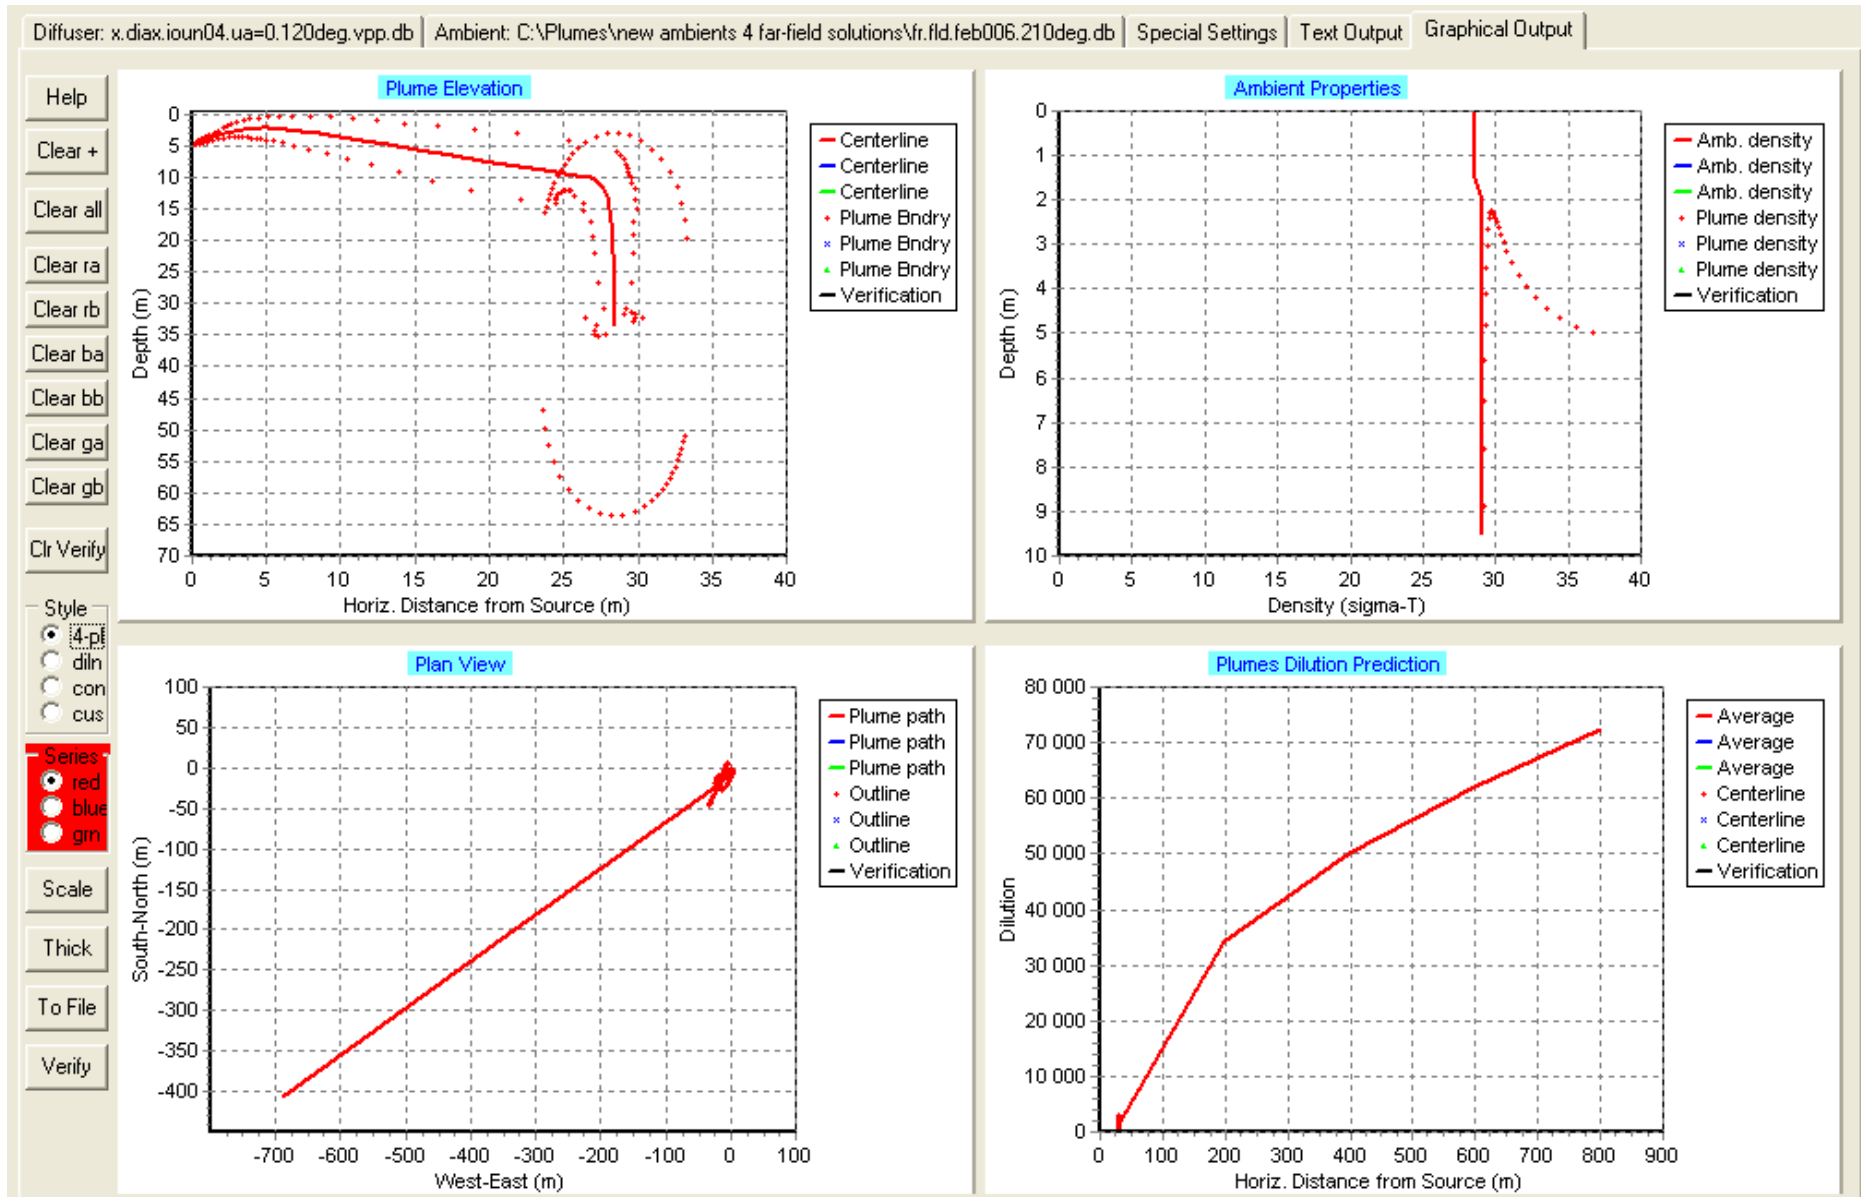 Diffuser: x.diax.ioun04.ua=0.120deg.vpp.db
Ambient: C:\Plumes\new ambients 4 far-field solutions\fr.fld.feb006.210deg.db
Special Settings
Text Output
Graphical Output
Help
Clear +
Clear all
Clear ra
Clear rb
Clear ba
Clear bb
Clear ga
Clear gb
Clr Verify
Style
4-pl
diln
con
cus
Series
red
blue
grn
Scale
Thick
To File
Verify
Plume Elevation
Depth (m)
0
5
10
15
20
25
30
35
40
45
50
55
60
65
70
0 5 10 15 20 25 30 35 40
Horiz. Distance from Source (m)
Centerline
Centerline
Centerline
Plume Bndry
Plume Bndry
Plume Bndry
Verification
Ambient Properties
Depth (m)
0
1
2
3
4
5
6
7
8
9
10
0 5 10 15 20 25 30 35 40
Density (sigma-T)
Amb. density
Amb. density
Amb. density
Plume density
Plume density
Plume density
Verification
Plan View
South-North (m)
100
50
0
-50
-100
-150
-200
-250
-300
-350
-400
-700 -600 -500 -400 -300 -200 -100 0 100
West-East (m)
Plume path
Plume path
Plume path
Outline
Outline
Outline
Verification
Plumes Dilution Prediction
Dilution
80 000
70 000
60 000
50 000
40 000
30 000
20 000
10 000
0
0 100 200 300 400 500 600 700 800 900
Horiz. Distance from Source (m)
Average
Average
Average
Centerline
Centerline
Centerline
Verification